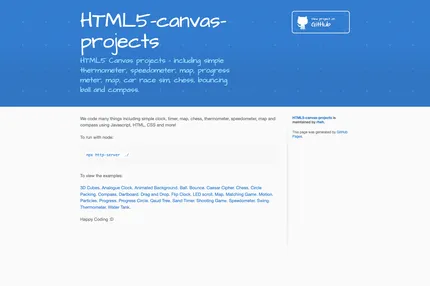 HTML5-canvas-
projects
HTML5 Canvas projects - including simple
thermometer, speedometer, map, progress
meter, map, car race sim, chess, bouncing
ball and compass.
View project on
GitHub
We code many things including simple clock, timer, map, chess, thermometer, speedometer, map and
compass using Javascript, HTML, CSS and more!
To run with node:
npx http-server ./
To view the examples:
3D Cubes, Analogue Clock, Animated Background, Ball, Bounce, Caesar Cipher, Chess, Circle
Packing, Compass, Dartboard, Drag and Drop, Flip Clock, LED scroll, Map, Matching Game, Motion,
Particles, Progress, Progress Circle, Quad Tree, Sand Timer, Shooting Game, Speedometer, Swing,
Thermometer, Water Tank.
Happy Coding :D
HTML5-canvas-projects is
maintained by
This page was generated by GitHub
Pages.